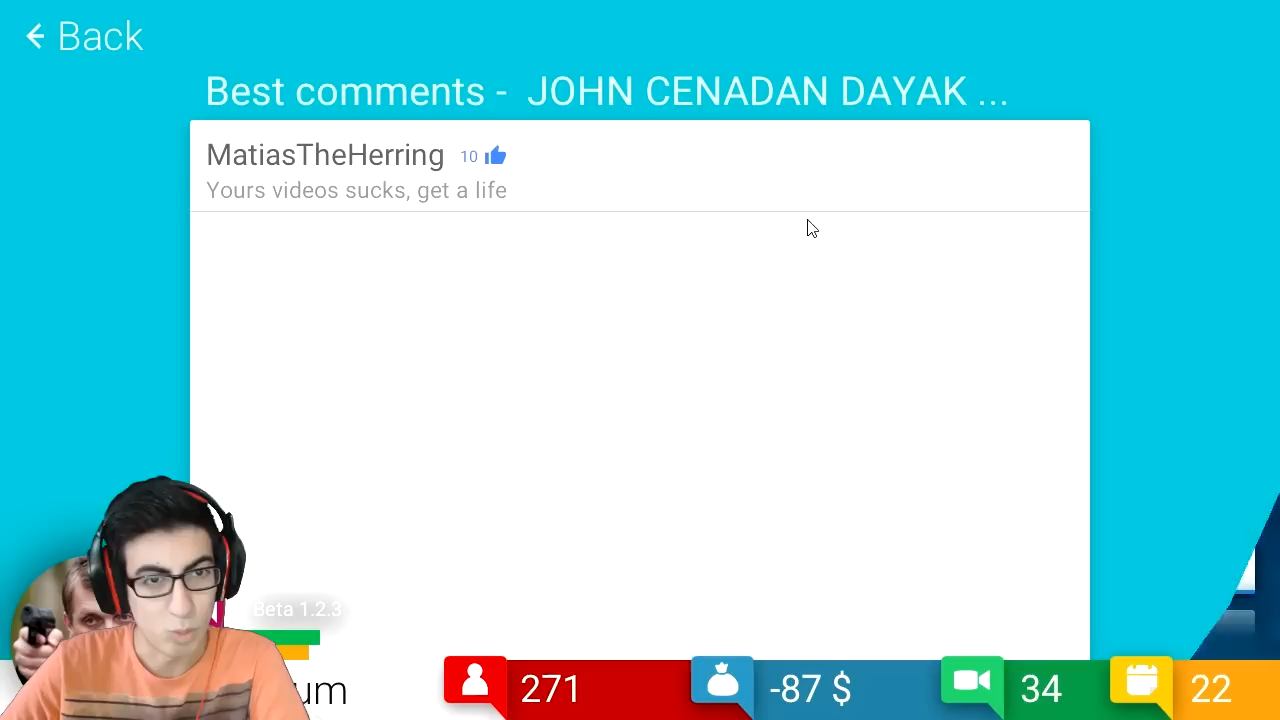 Back
Best comments - JOHN CENADAN DAYAK ...
MatiasTheHerring 10
Yours videos sucks, get a life
Beta 1.2.3
271
-87 $
34
22